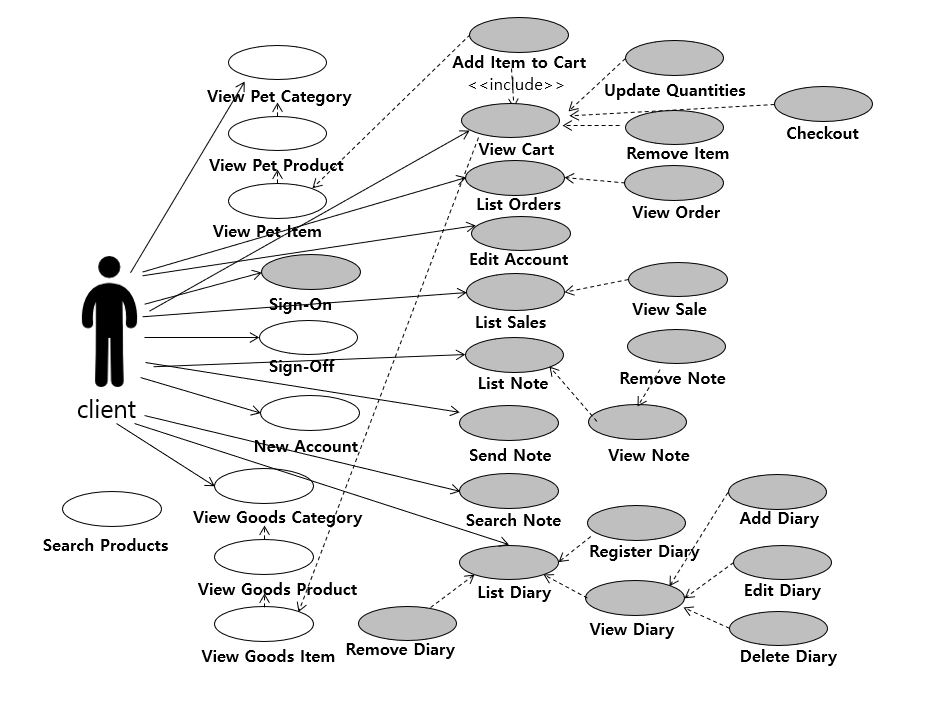 Add Item to Cart
<<include>>
Update Quantities
View Pet Category
Checkout
View Cart
Remove Item
View Pet Product
List Orders
View Order
View Pet Item
Edit Account
Sign-On
View Sale
List Sales
Sign-Off
List Note
Remove Note
client
New Account
Send Note
View Note
View Goods Category
Search Note
Add Diary
Search Products
Register Diary
View Goods Product
List Diary
Edit Diary
View Diary
View Goods Item
Remove Diary
Delete Diary